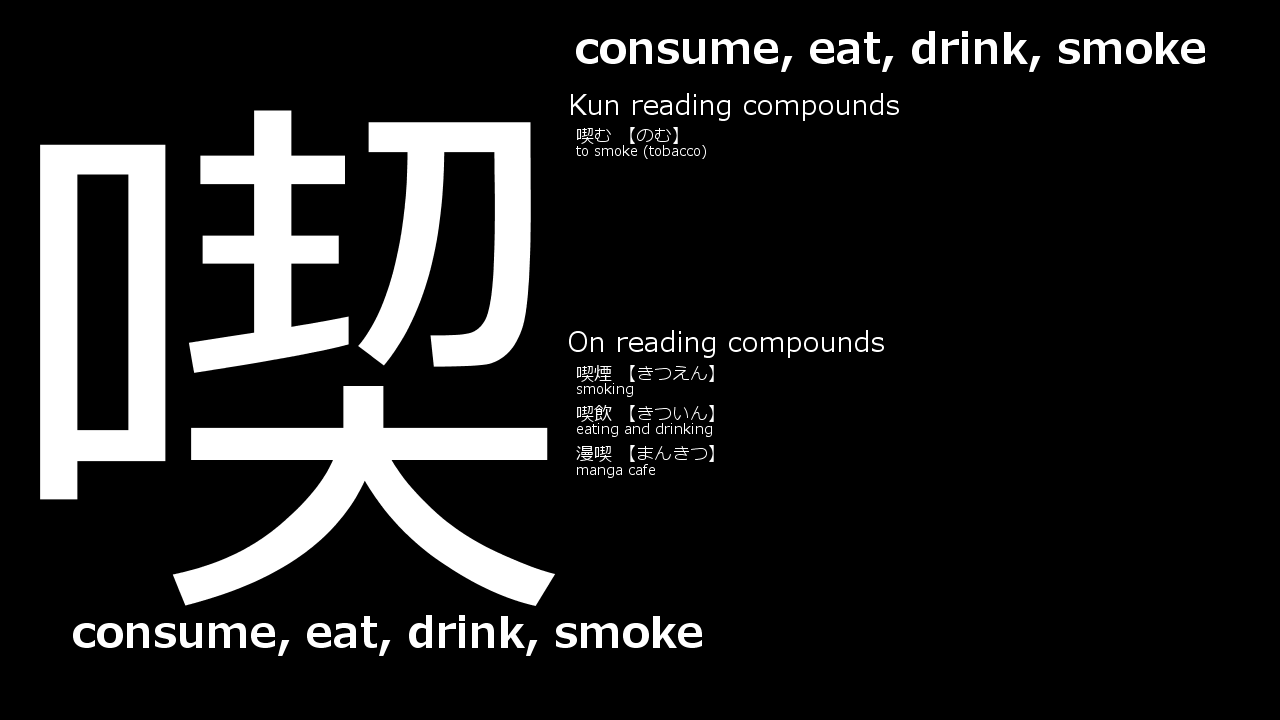 喫
consume, eat, drink, smoke
consume, eat, drink, smoke
Kun reading compounds
喫む 【のむ】
to smoke (tobacco)
On reading compounds
喫煙 【きつえん】
smoking
喫飲 【きついん】
eating and drinking
漫喫 【まんきつ】
manga cafe